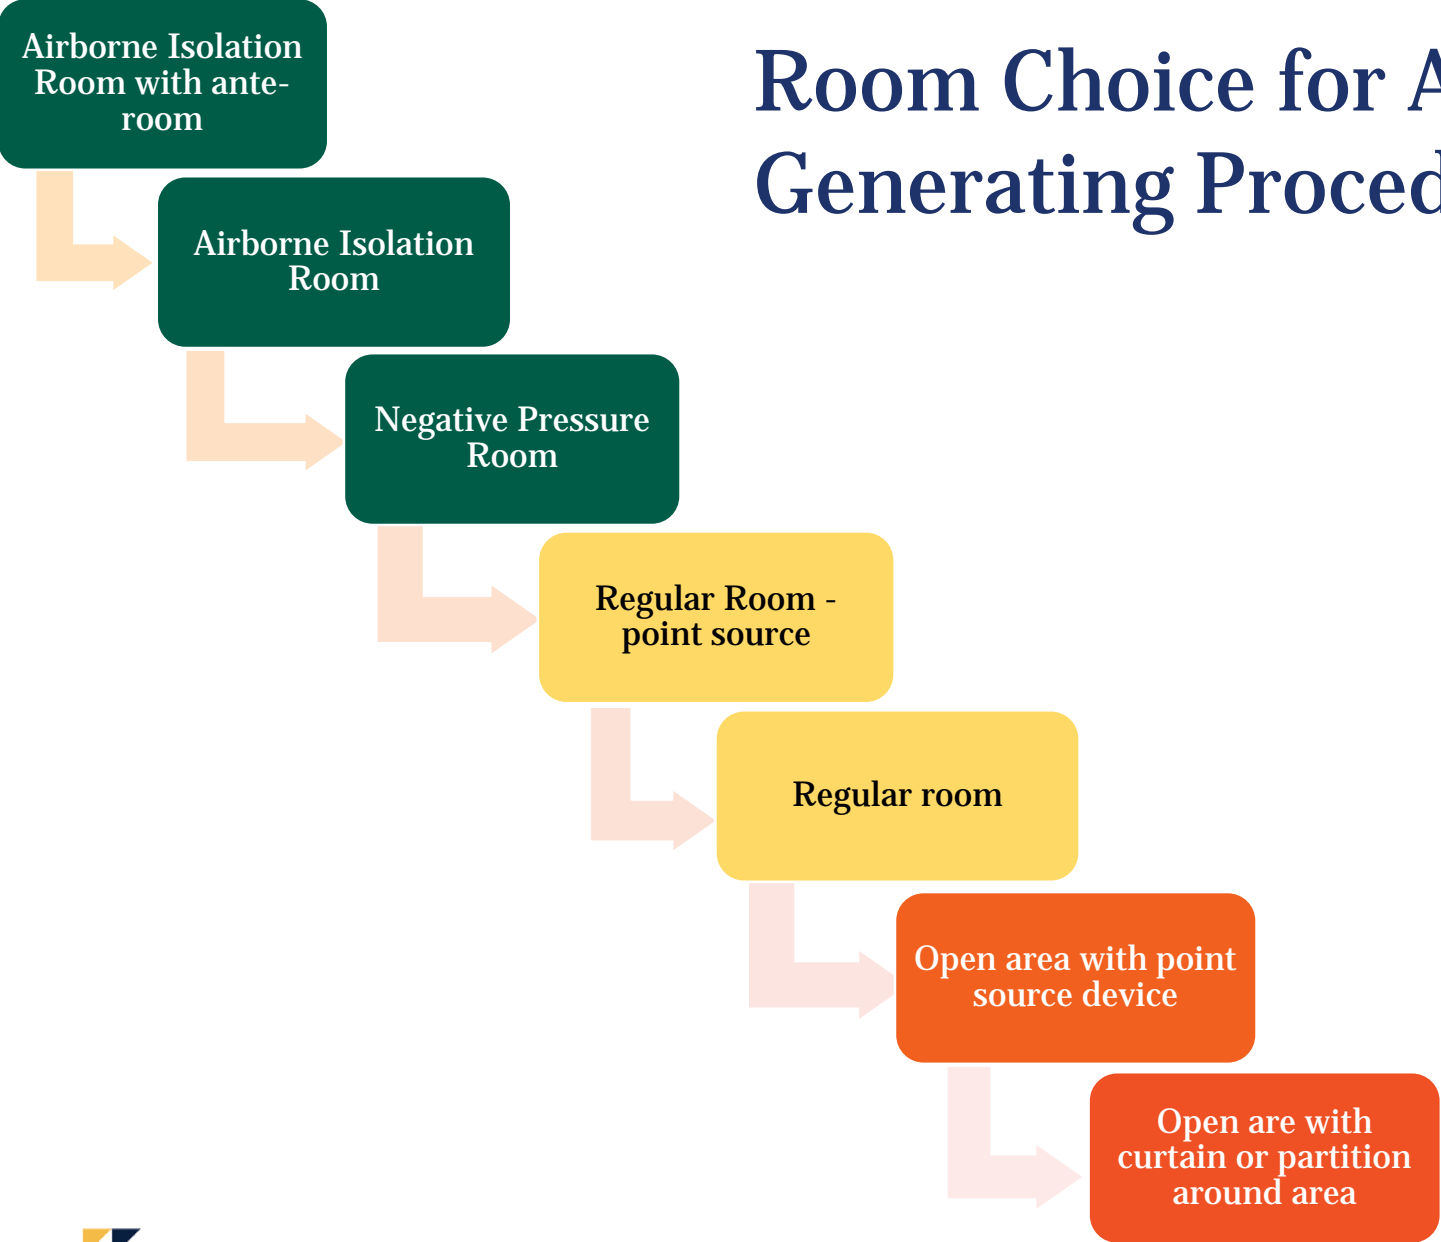 Airborne Isolation
Room with ante-
room
Room Choice for A
Generating Proced
Airborne Isolation
Room
Negative Pressure
Room
Regular Room -
point source
Regular room
Open area with point
source device
Open are with
curtain or partition
around area